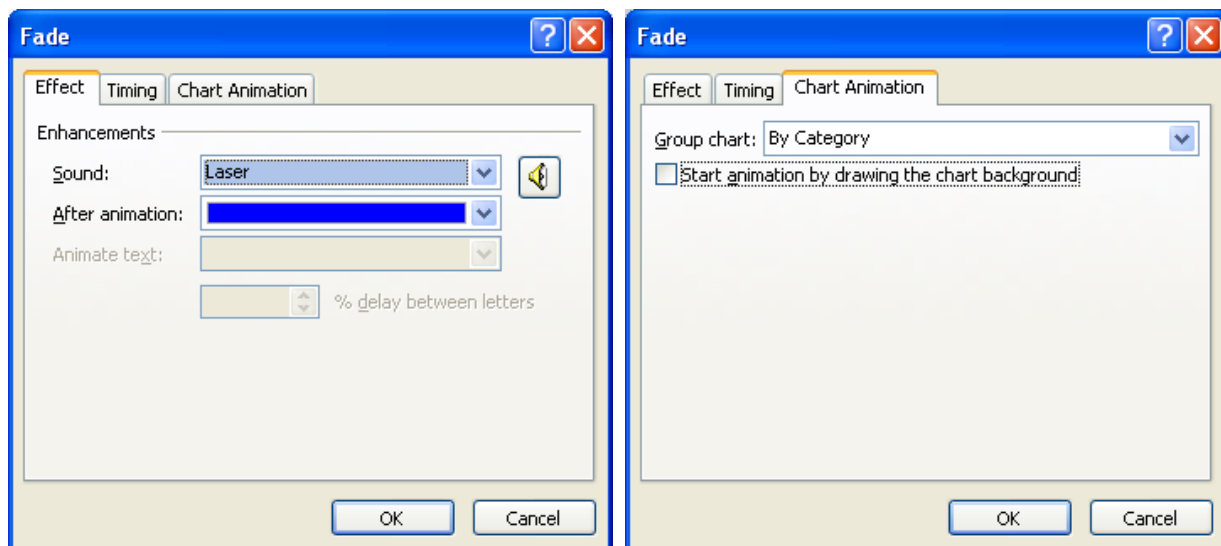 Fade
Effect Timing Chart Animation
Enhancements
Sound: Laser
After animation:
Animate text:
% delay between letters
OK Cancel
Fade
Effect Timing Chart Animation
Group chart: By Category
Start animation by drawing the chart background
OK Cancel